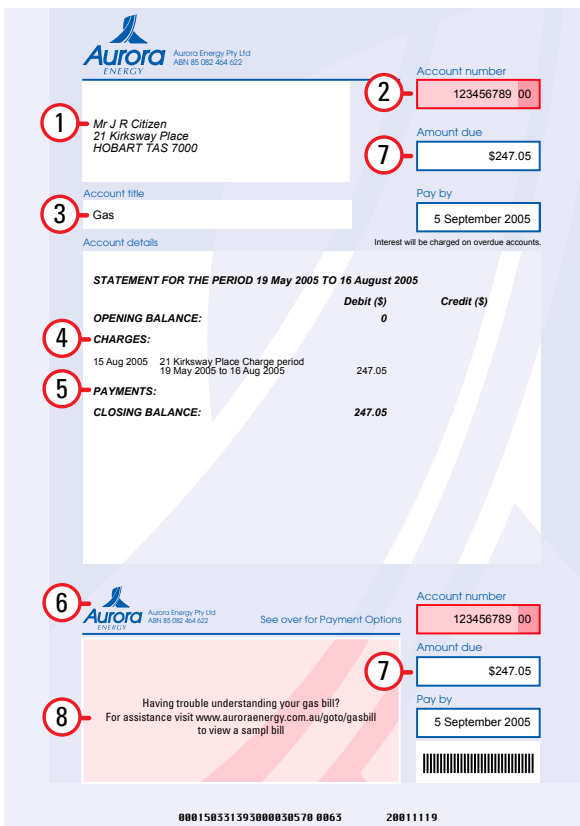 Aurora
ENERGY
Aurora Energy Pty Ltd
ABN 85 082 464 622
Account number
2
123456789 00
1
Mr J R Citizen
21 Kirksway Place
HOBART TAS 7000
Amount due
7
$247.05
Account title
Pay by
3
Gas
5 September 2005
Account details
Interest will be charged on overdue accounts.
STATEMENT FOR THE PERIOD 19 May 2005 TO 16 August 2005
Debit ($) Credit ($)
OPENING BALANCE: 0
4
CHARGES:
15 Aug 2005 21 Kirksway Place Charge period
19 May 2005 to 16 Aug 2005 247.05
5
PAYMENTS:
CLOSING BALANCE: 247.05
6
Aurora
ENERGY
Aurora Energy Pty Ltd
ABN 85 082 464 622
See over for Payment Options
Account number
123456789 00
Amount due
7
$247.05
Pay by
5 September 2005
8
Having trouble understanding your gas bill?
For assistance visit www.auroraenergy.com.au/goto/gasbill
to view a sampl bill
000150331393000030570 0063 20011119